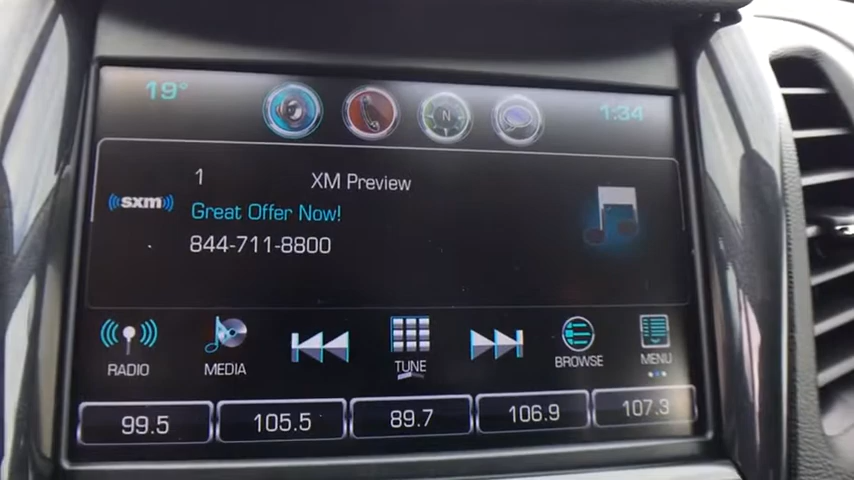 19°
N
1:34
sxm
1 XM Preview
Great Offer Now!
844-711-8800
RADIO
MEDIA
TUNE
BROWSE
MENU
99.5
105.5
89.7
106.9
107.3